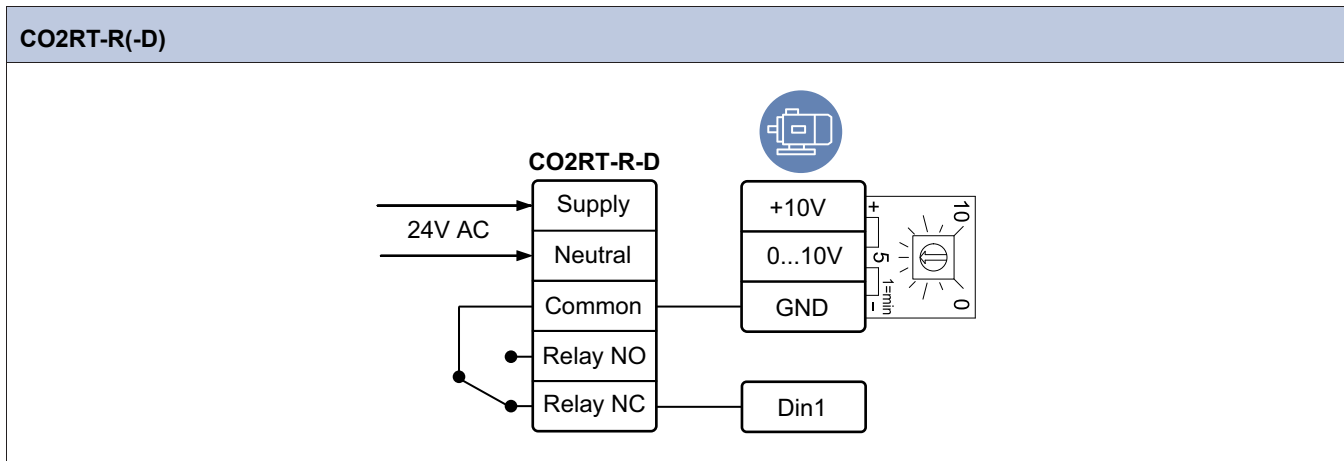 CO2RT-R(-D)
CO2RT-R-D
Supply
Neutral
Common
Relay NO
Relay NC
24V AC
+10V
0...10V
GND
Din1
+
-
10
5
1=min
0